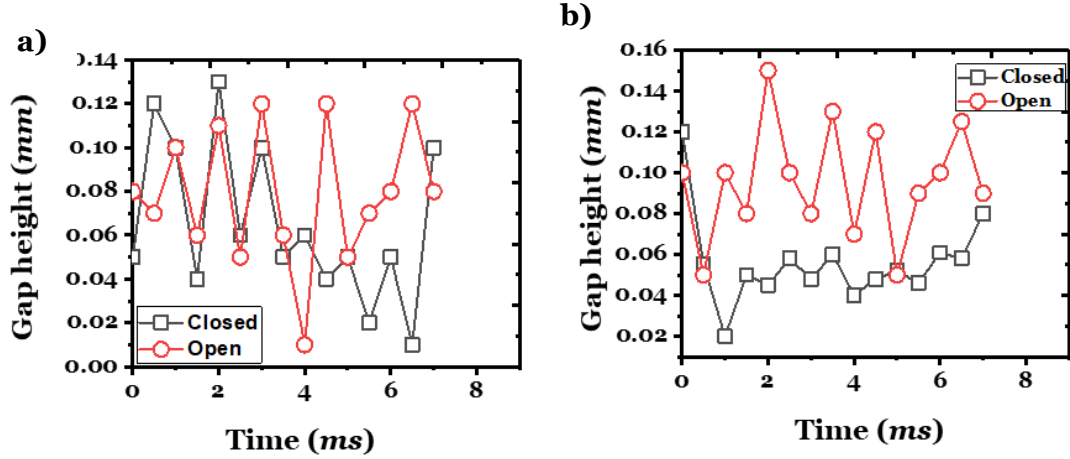 a)
0.14
0.12
0.10
0.08
0.06
0.04
0.02
0.00
Gap height (mm)
Closed
Open
0 2 4 6 8
Time (ms)
b)
0.16
0.14
0.12
0.10
0.08
0.06
0.04
0.02
Gap height (mm)
Closed
Open
0 2 4 6 8
Time (ms)